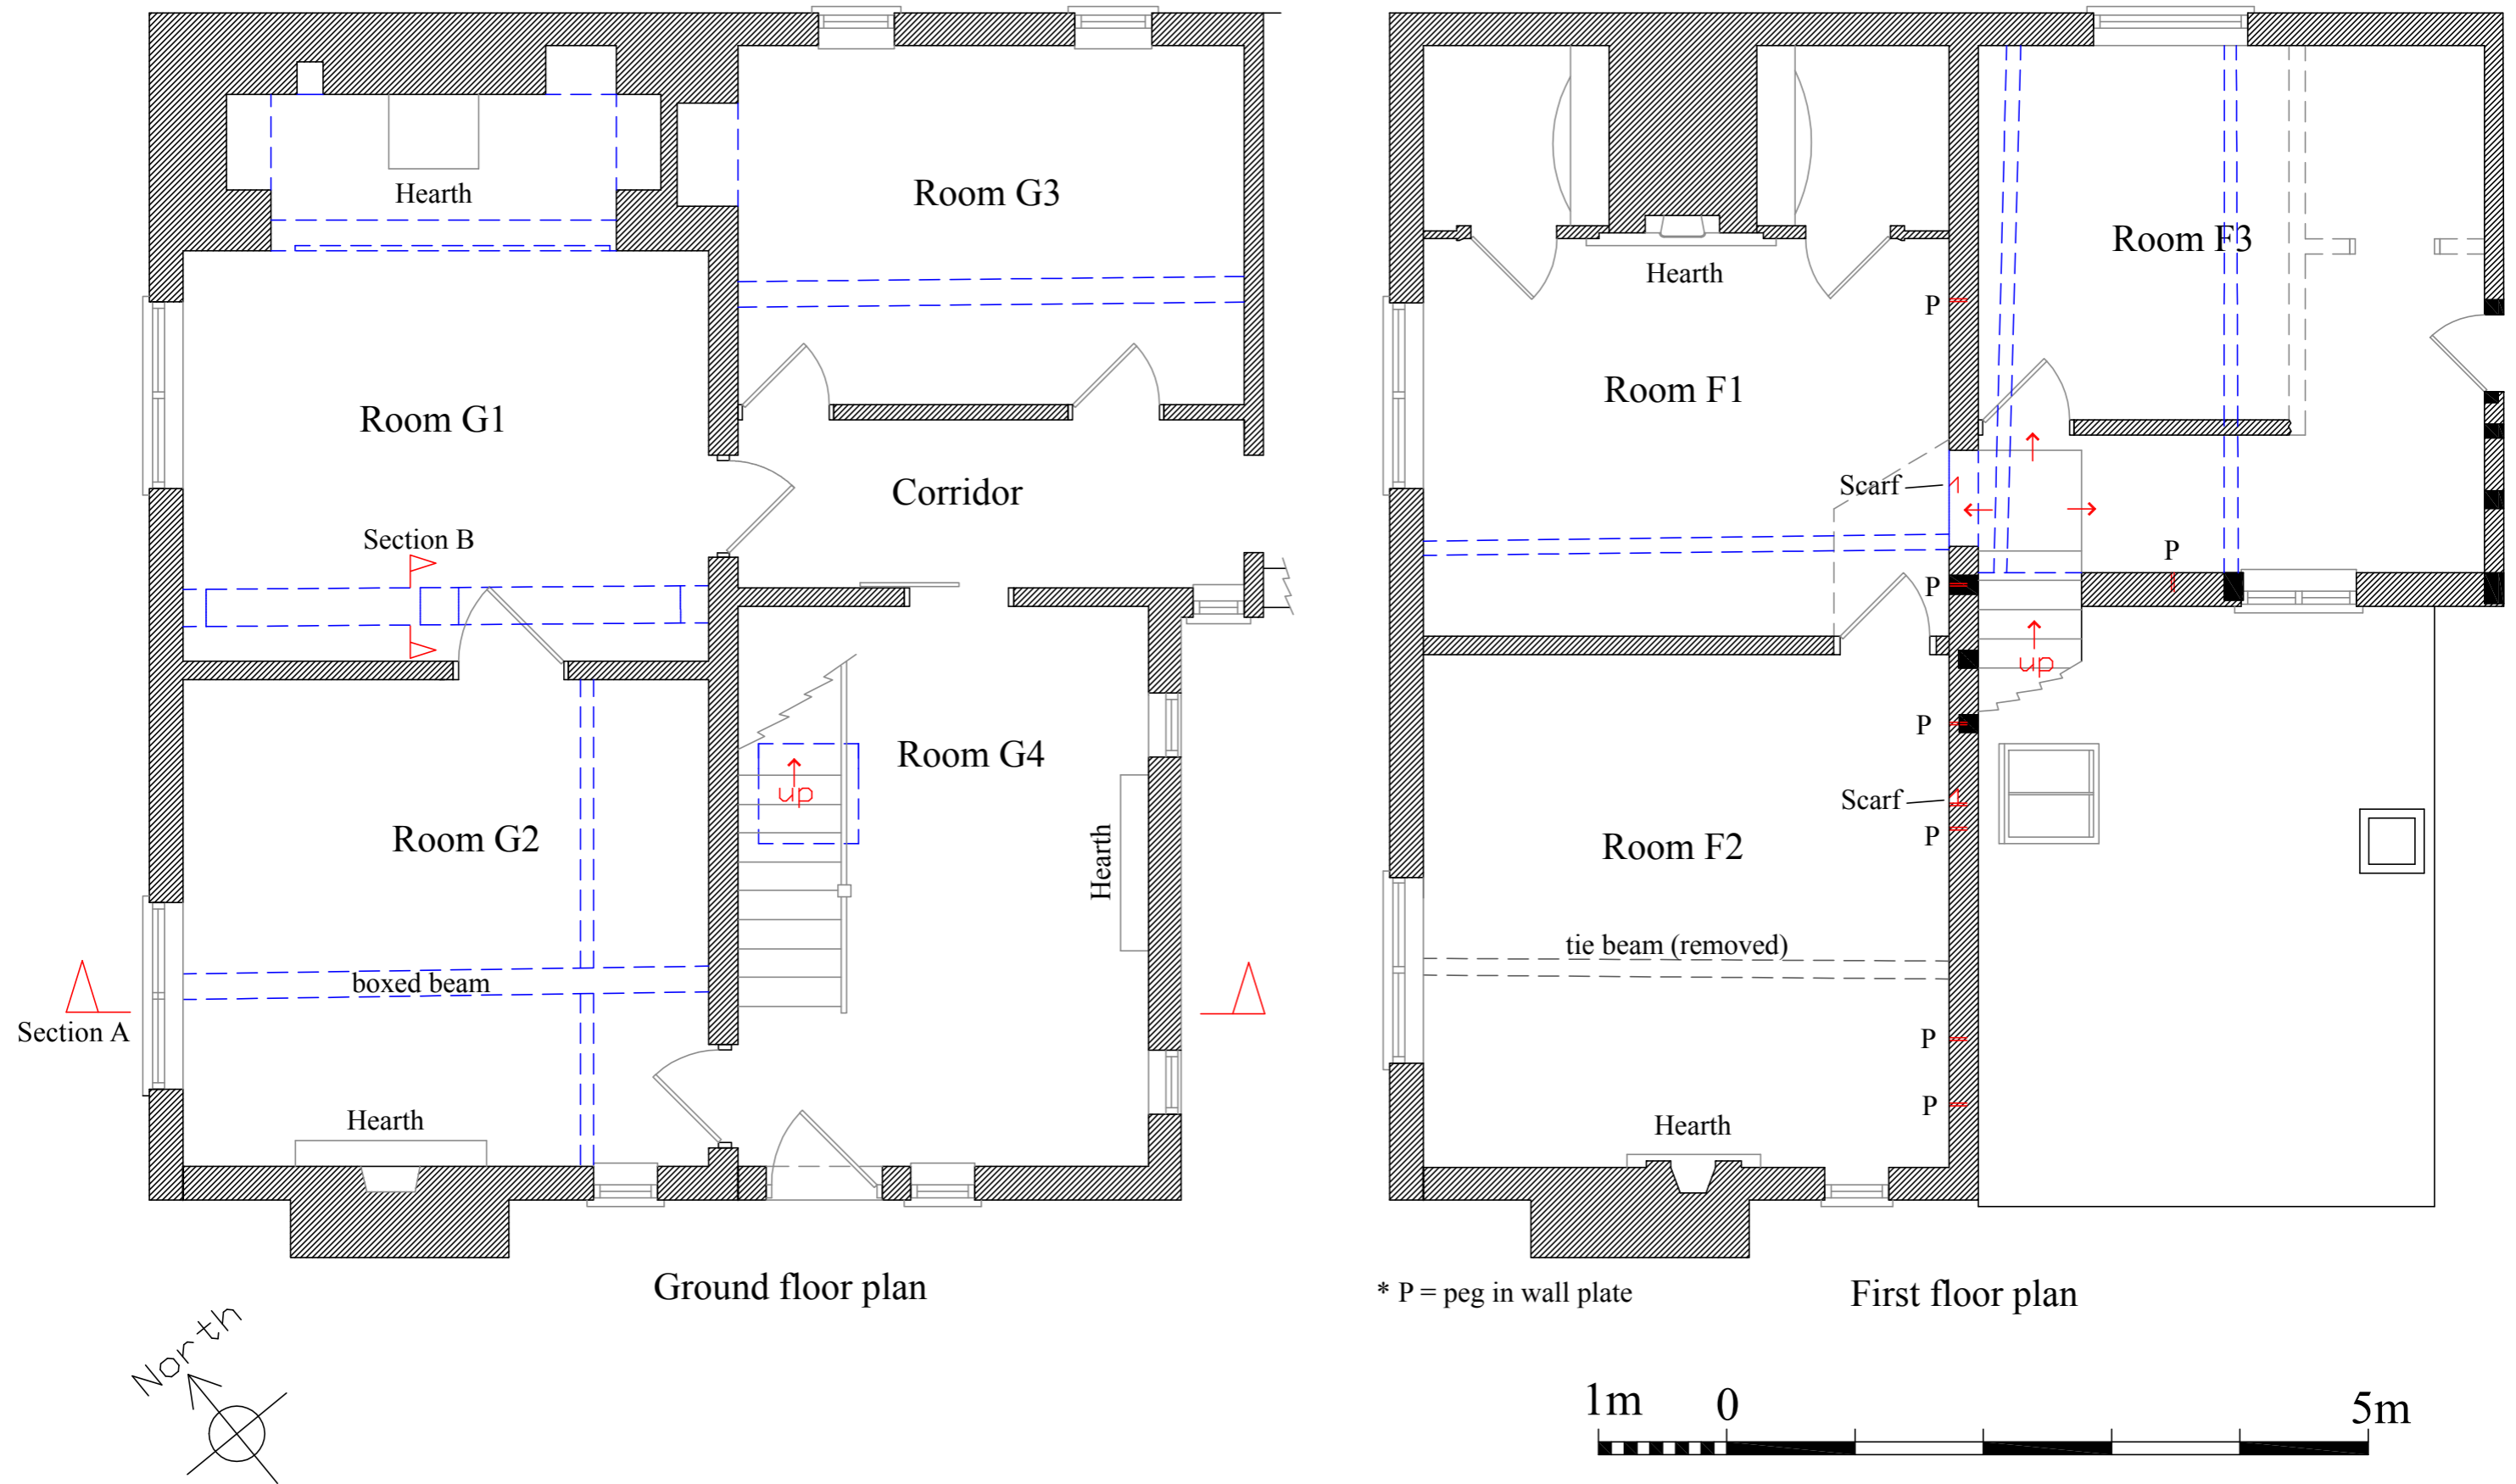 Hearth
Room G3
Room G1
Corridor
Section B
Room G4
up
Room G2
Hearth
boxed beam
Section A
Hearth
Ground floor plan
North
Hearth
Room F3
P
Room F1
Scarf
P
P
up
P
Scarf
P
Room F2
tie beam (removed)
P
P
Hearth
* P = peg in wall plate
First floor plan
1m 0 5m